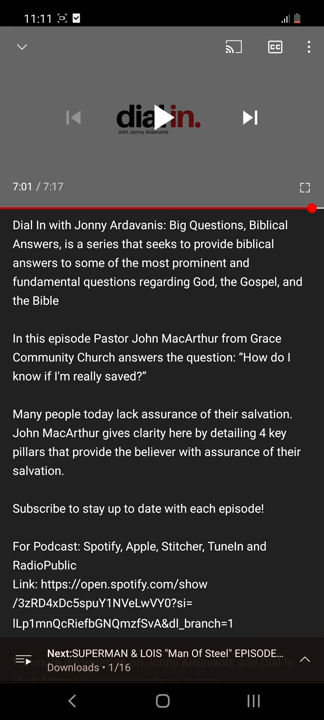 11:11
CC
dial in.
with Jonny Ardavanis
7:01 / 7:17
Dial In with Jonny Ardavanis: Big Questions, Biblical
Answers, is a series that seeks to provide biblical
answers to some of the most prominent and
fundamental questions regarding God, the Gospel, and
the Bible
In this episode Pastor John MacArthur from Grace
Community Church answers the question: “How do I
know if I'm really saved?”
Many people today lack assurance of their salvation.
John MacArthur gives clarity here by detailing 4 key
pillars that provide the believer with assurance of their
salvation.
Subscribe to stay up to date with each episode!
For Podcast: Spotify, Apple, Stitcher, TuneIn and
RadioPublic
Link: https://open.spotify.com/show
/3zRD4xDc5spuY1NVeLwVY0?si=
lLp1mnQcRiefbGNQmzfSvA&dl_branch=1
Next:SUPERMAN & LOIS "Man Of Steel" EPISODE...
Downloads • 1/16